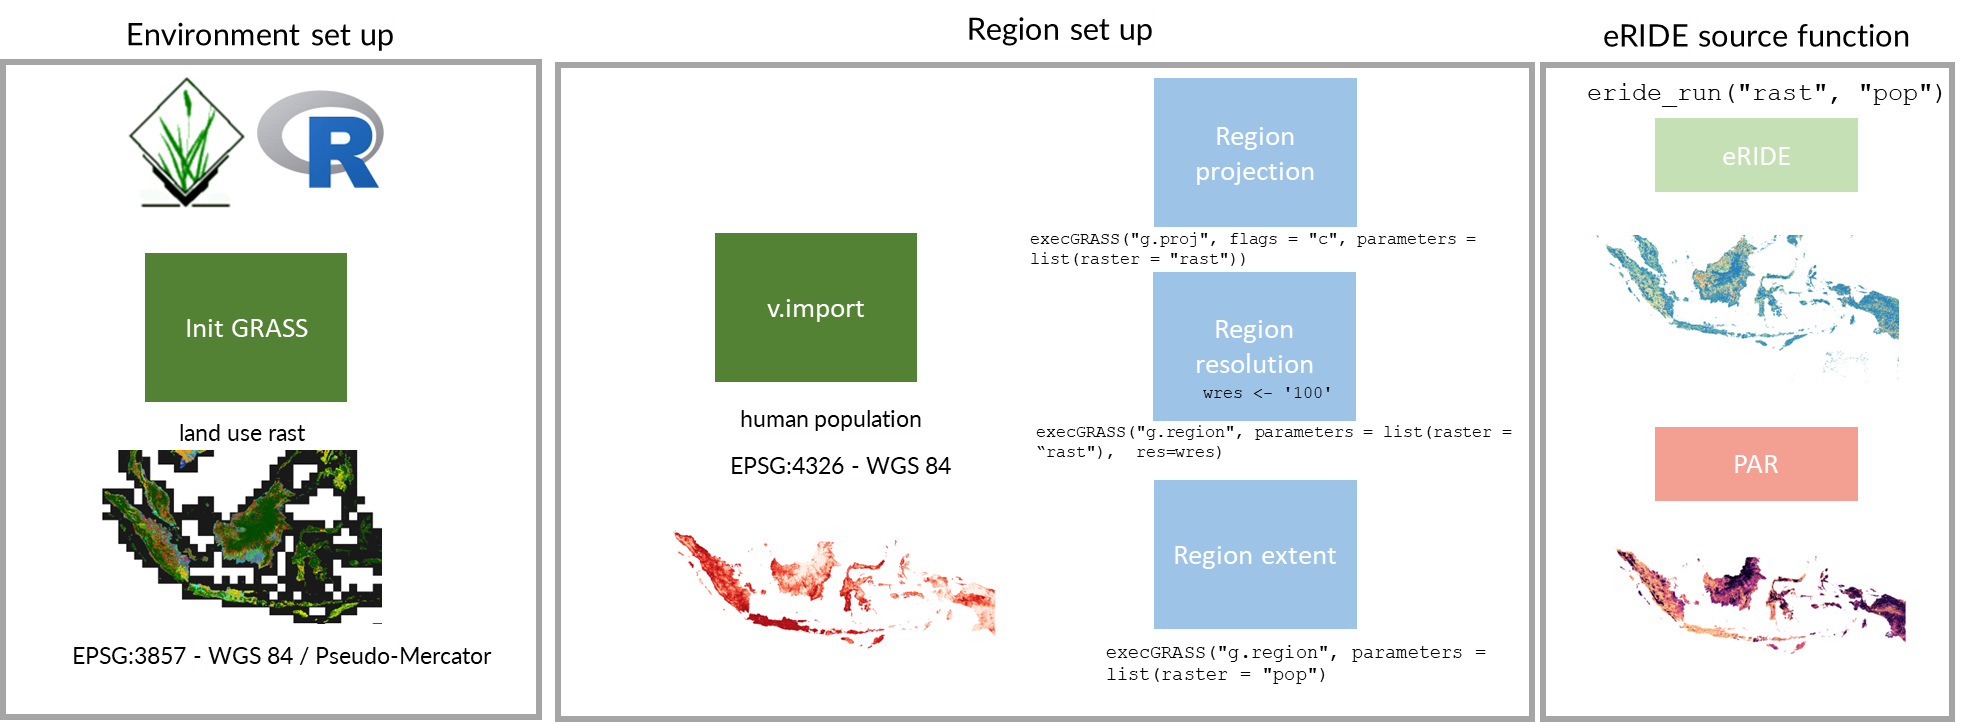 Environment set up
R
Init GRASS
land use rast
EPSG:3857 - WGS 84 / Pseudo-Mercator
Region set up
v.import
human population
EPSG:4326 - WGS 84
Region
projection
execGRASS("g.proj", flags = "c", parameters =
list(raster = "rast"))
Region
resolution
wres <- '100'
execGRASS("g.region", parameters = list(raster =
“rast"),  res=wres)
Region extent
execGRASS("g.region", parameters =
list(raster = "pop")
eRIDE source function
eride_run("rast", "pop")
eRIDE
PAR